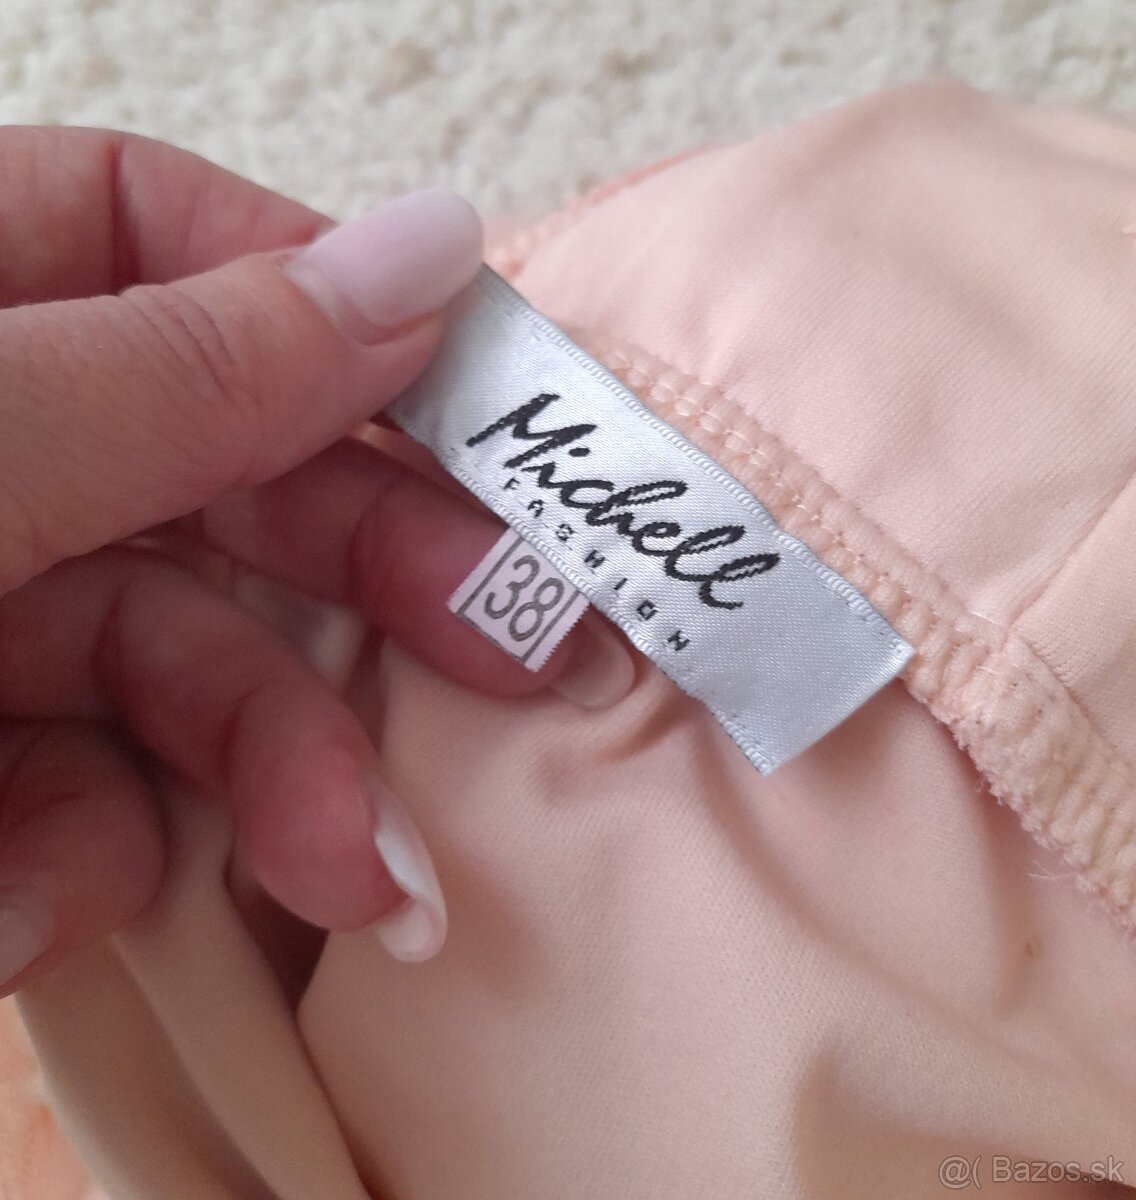 Michell
FASHION
38
@( Bazos.sk